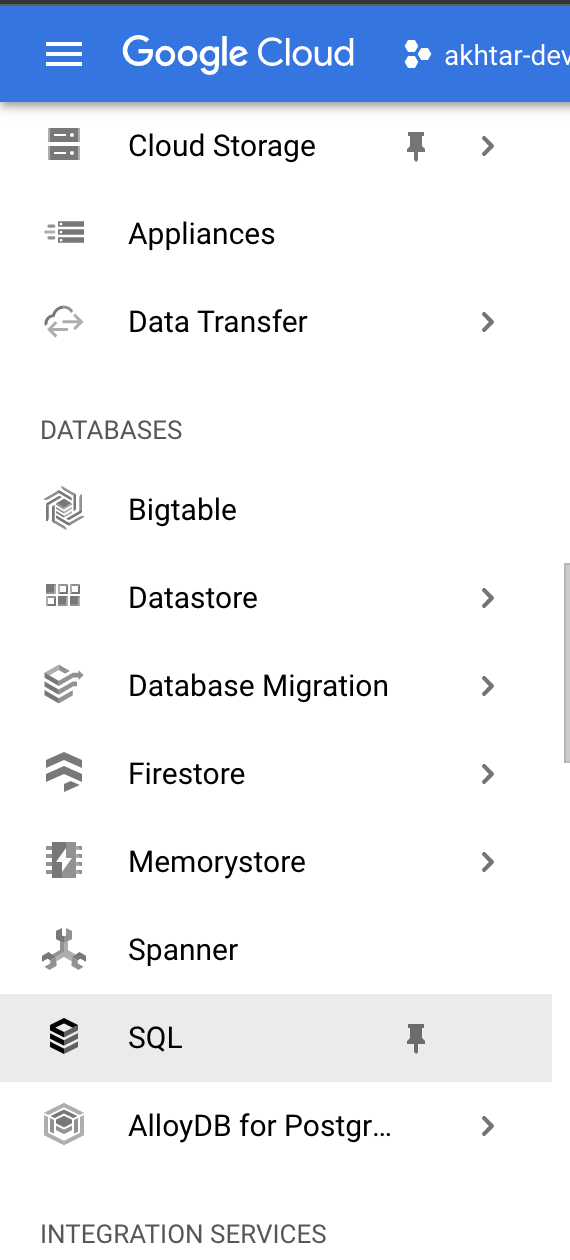 Google Cloud
akhtar-dev
Cloud Storage
Appliances
Data Transfer
DATABASES
Bigtable
Datastore
Database Migration
Firestore
Memorystore
Spanner
SQL
AlloyDB for Postgr...
INTEGRATION SERVICES